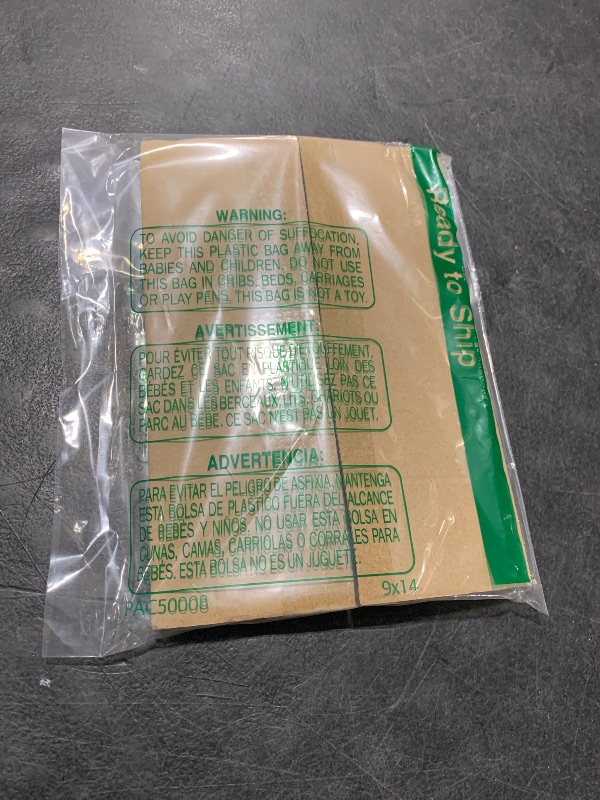 WARNING:
TO AVOID DANGER OF SUFFOCATION,
KEEP THIS PLASTIC BAG AWAY FROM
BABIES AND CHILDREN. DO NOT USE
THIS BAG IN CRIBS, BEDS, CARRIAGES
OR PLAY PENS. THIS BAG IS NOT A TOY.
AVERTISSEMENT:
POUR ÉVITER TOUT RISQUE D'ÉTOUFFEMENT,
GARDEZ CE SAC EN PLASTIQUE LOIN DES
BÉBÉS ET LES ENFANTS. N'UTILISEZ PAS CE
SAC DANS LES BERCEAUX, LITS, CHARIOTS OU
PARC AU BÉBÉ. CE SAC N'EST PAS UN JOUET.
ADVERTENCIA:
PARA EVITAR EL PELIGRO DE ASFIXIA, MANTENGA
ESTA BOLSA DE PLASTICO FUERA DEL ALCANCE
DE BEBÉS Y NIÑOS. NO USAR ESTA BOLSA EN
CUNAS, CAMAS, CARRIOLAS O CORRALES PARA
BEBÉS. ESTA BOLSA NO ES UN JUGUETE.
PAC50008
9x14
Ready to Ship